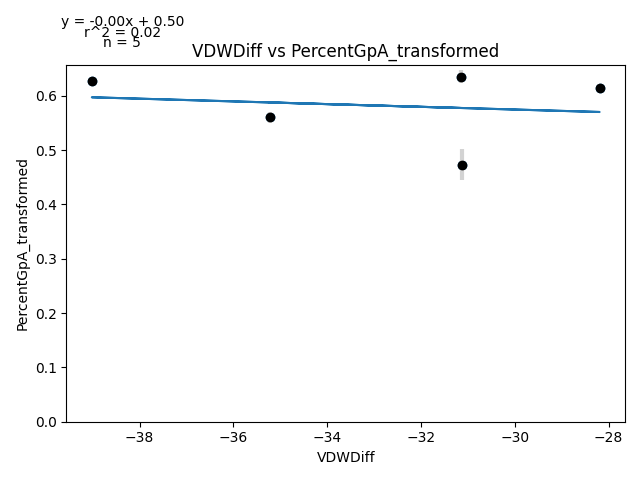 y = -0.00x + 0.50
r^2 = 0.02
n = 5
VDWDiff vs PercentGpA_transformed
PercentGpA_transformed
0.6
0.5
0.4
0.3
0.2
0.1
0.0
−38
−36
−34
−32
−30
−28
VDWDiff